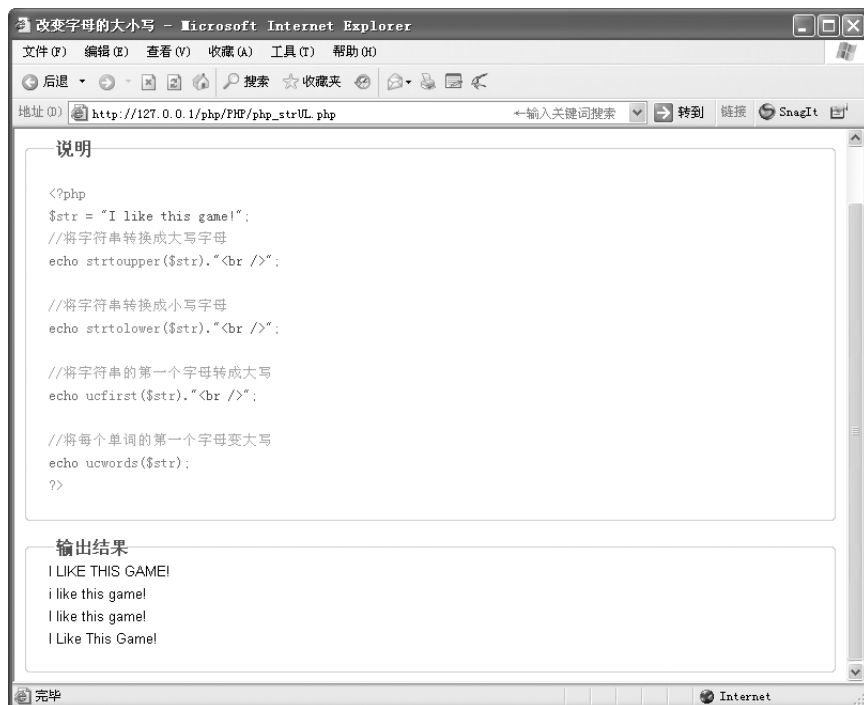 改变字母的大小写 - Microsoft Internet Explorer
文件(F) 编辑(E) 查看(V) 收藏(A) 工具(T) 帮助(H)
后退 搜索 收藏夹
地址(D) http://127.0.0.1/php/PHP/php_strUL.php ←输入关键词搜索 转到 链接 SnagIt
说明
<?php
$str = "I like this game!";
//将字符串转换成大写字母
echo strtoupper($str)."<br />";
//将字符串转换成小写字母
echo strtolower($str)."<br />";
//将字符串的第一个字母转成大写
echo ucfirst($str)."<br />";
//将每个单词的第一个字母变大写
echo ucwords($str);
?>
输出结果
I LIKE THIS GAME!
i like this game!
I like this game!
I Like This Game!
完毕 Internet